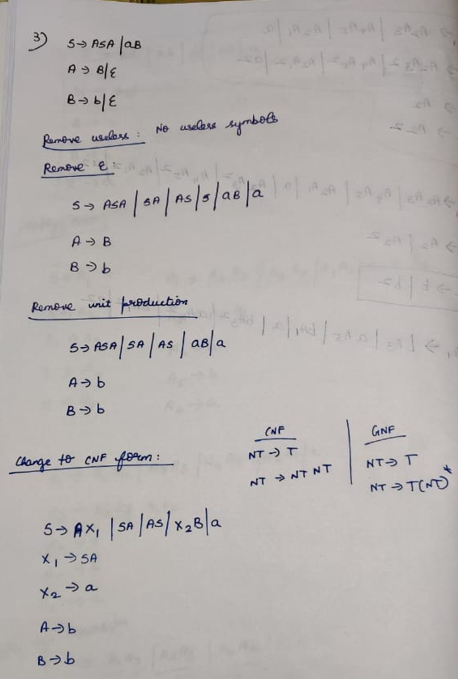 3) S → ASA | aB
A → B|ε
B → b|ε
Remove useless : No useless symbols
Remove ε
S → ASA | SA | AS | S | aB | a
A → B
B → b
Remove unit production
S → ASA | SA | AS | aB | a
A → b
B → b
Change to CNF form :
CNF
NT → T
NT → NT NT
GNF
NT → T
NT → T(NT)*
S → AX₁ | SA | AS | X₂B | a
X₁ → SA
X₂ → a
A → b
B → b